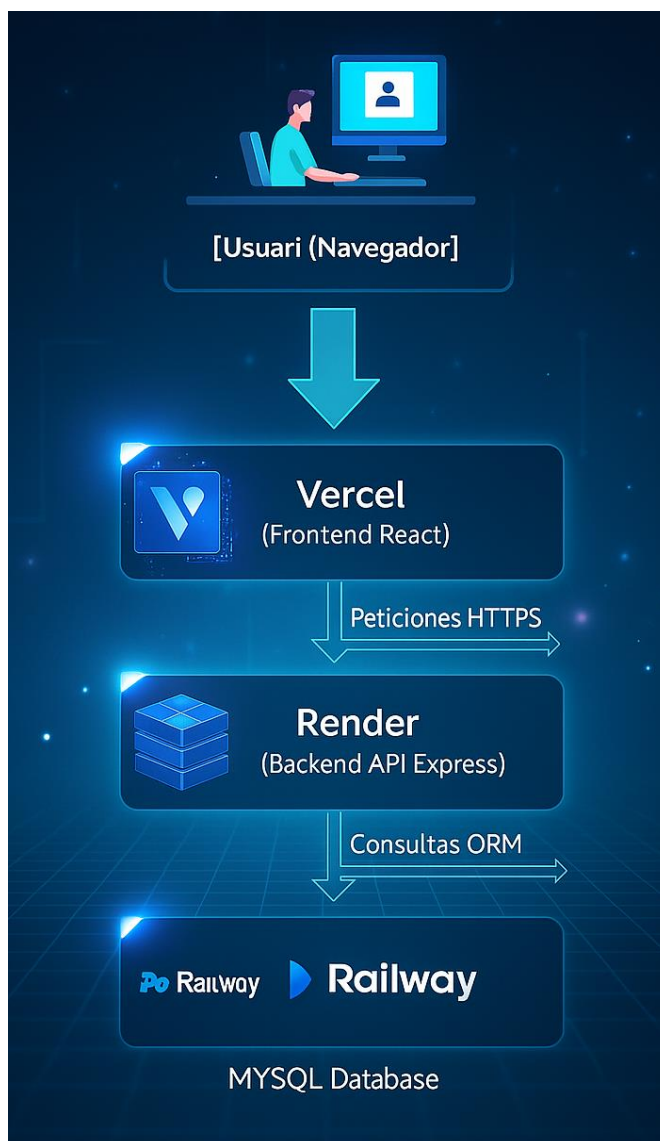 [Usuari (Navegador]
Vercel
(Frontend React)
Peticiones HTTPS
Render
(Backend API Express)
Consultas ORM
Po Railway Railway
MYSQL Database